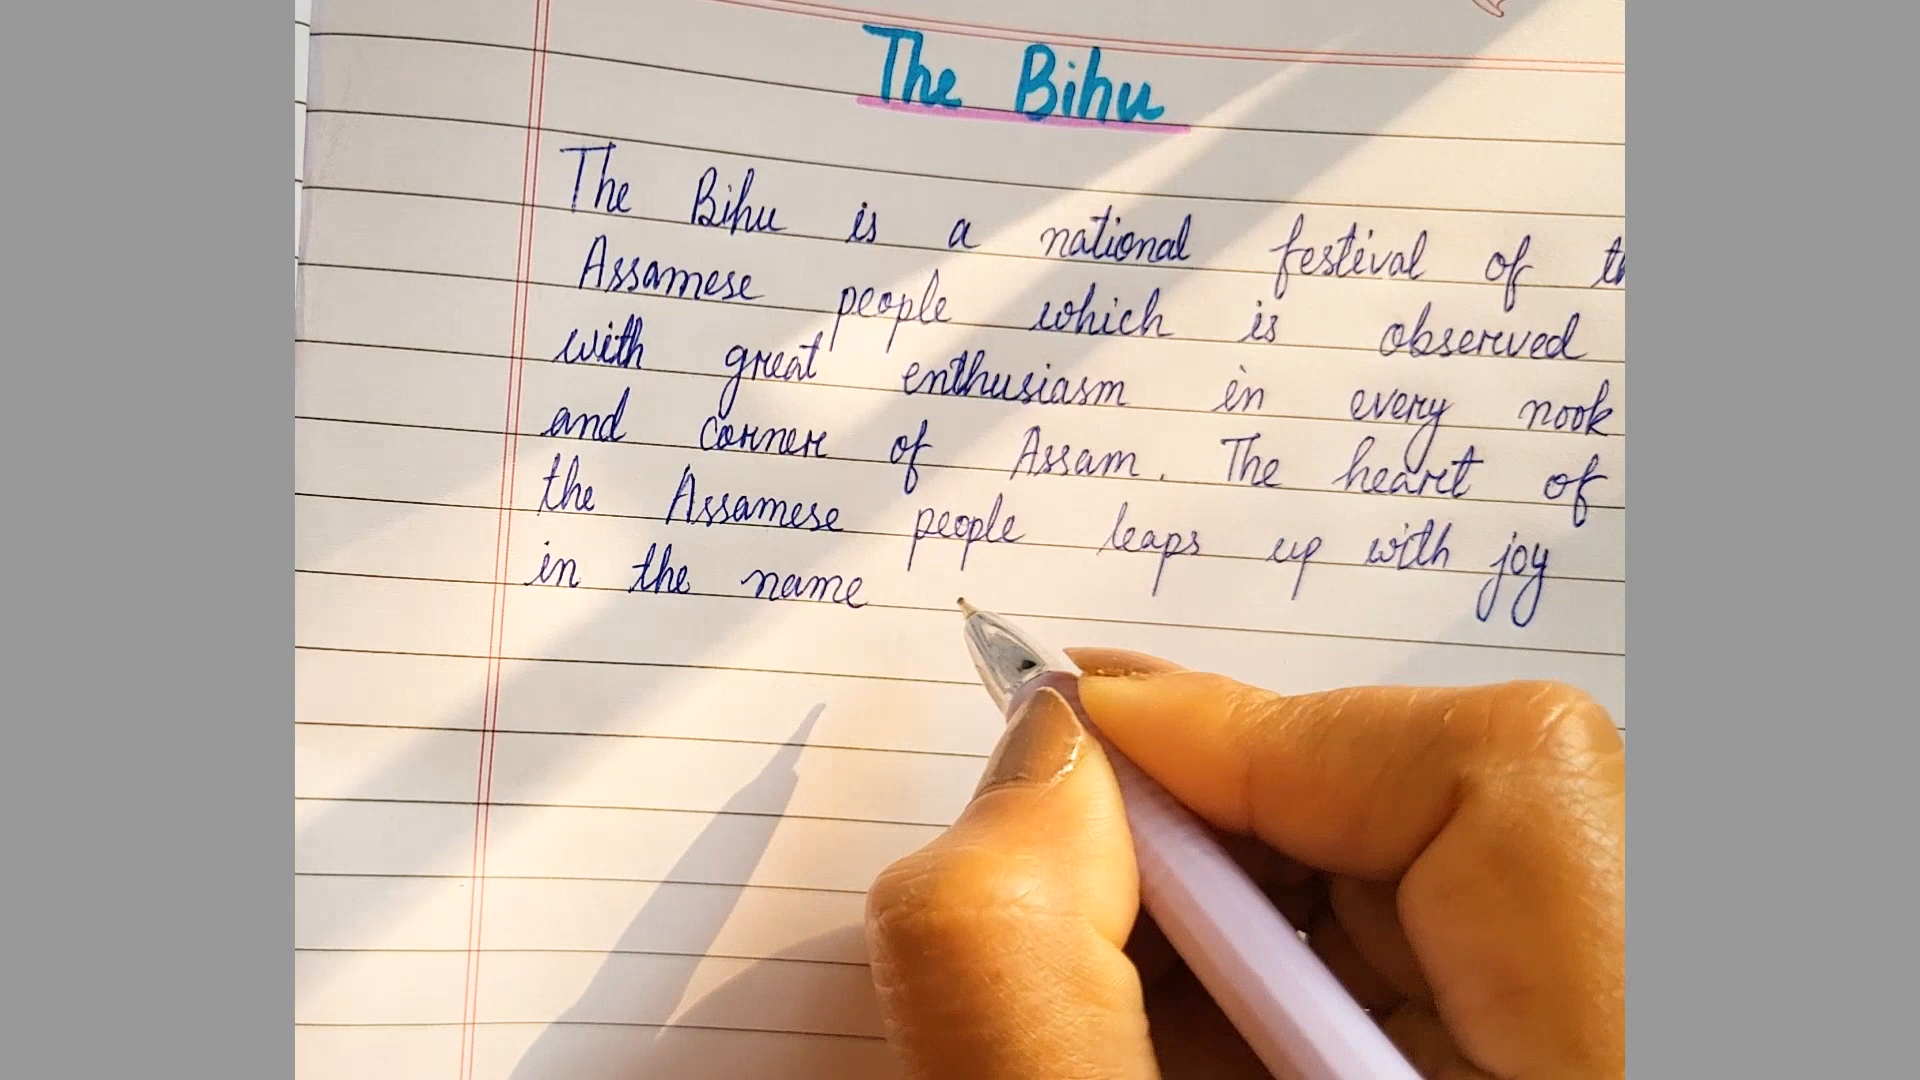 The Bihu
The Bihu is a national festival of
Assamese people which is observed
with great enthusiasm in every nook
and corner of Assam. The heart of
the Assamese people leaps up with joy
in the name